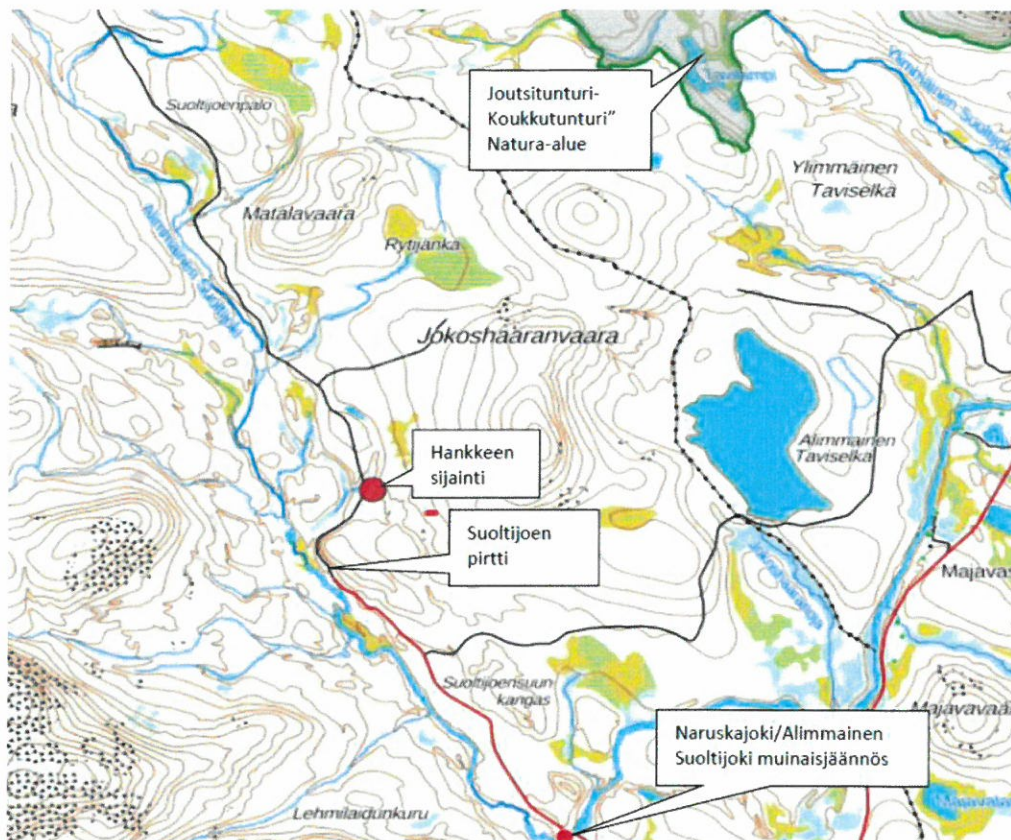 Joutsitunturi-
Koukkutunturi"
Natura-alue
Suoltijoenpalo
Ylimmäinen
Taviselkä
Matalavaara
Rytijänkä
Jokoshaaranvaara
Alimmainen
Taviselkä
Hankkeen
sijainti
Suoltijoen
pirtti
Suoltijoensuun
kangas
Naruskajoki/Alimmainen
Suoltijoki muinaisjäännös
Lehmilaidunkuru